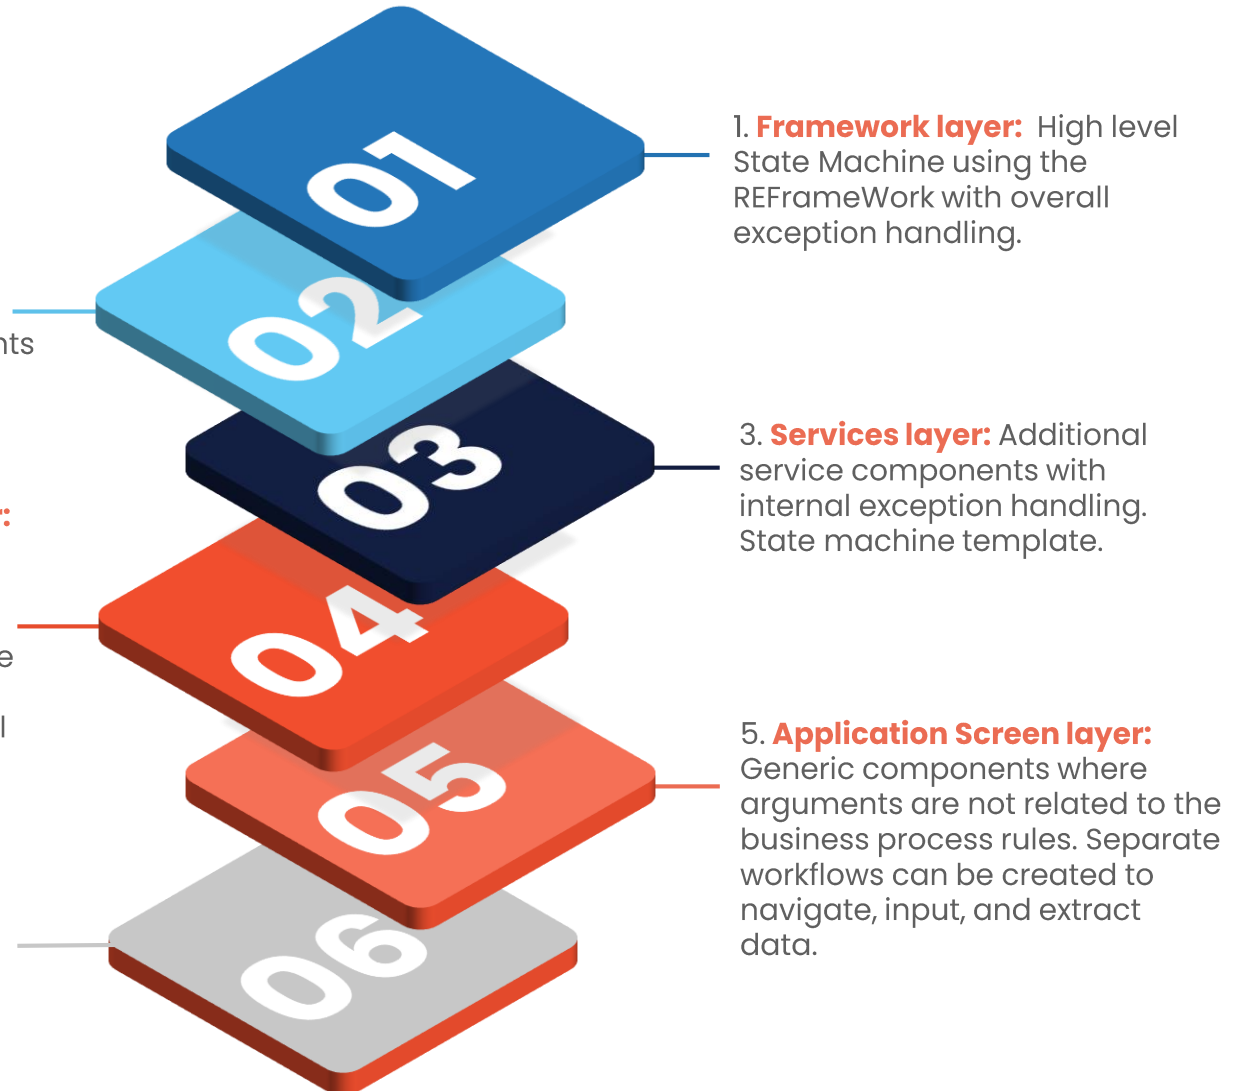 01
1. Framework layer: High level
State Machine using the
REFrameWork with overall
exception handling.
02
nts
03
3. Services layer: Additional
service components with
internal exception handling.
State machine template.
r:
04
e
l
05
5. Application Screen layer:
Generic components where
arguments are not related to the
business process rules. Separate
workflows can be created to
navigate, input, and extract
data.
06